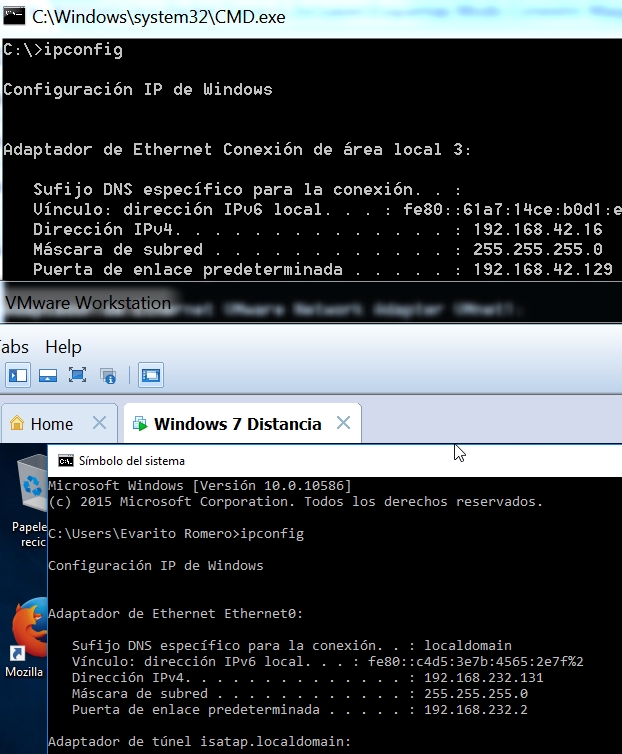 C:\Windows\system32\CMD.exe
C:\>ipconfig
Configuración IP de Windows
Adaptador de Ethernet Conexión de área local 3:
Sufijo DNS específico para la conexión. . :
Vínculo: dirección IPv6 local. . . : fe80::61a7:14ce:b0d1:e
Dirección IPv4. . . . . . . . . . . . . . : 192.168.42.16
Máscara de subred . . . . . . . . . . . . : 255.255.255.0
Puerta de enlace predeterminada . . . . . : 192.168.42.129
VMware Workstation
VMware Network Adapter VMnet1:
abs Help
Home
Windows 7 Distancia
Símbolo del sistema
Microsoft Windows [Versión 10.0.10586]
(c) 2015 Microsoft Corporation. Todos los derechos reservados.
Papele
recic
C:\Users\Evarito Romero>ipconfig
Configuración IP de Windows
Adaptador de Ethernet Ethernet0:
Sufijo DNS específico para la conexión. . : localdomain
Vínculo: dirección IPv6 local. . . : fe80::c4d5:3e7b:4565:2e7f%2
Mozilla
Dirección IPv4. . . . . . . . . . . . . . : 192.168.232.131
Máscara de subred . . . . . . . . . . . . : 255.255.255.0
Puerta de enlace predeterminada . . . . . : 192.168.232.2
Adaptador de túnel isatap.localdomain: